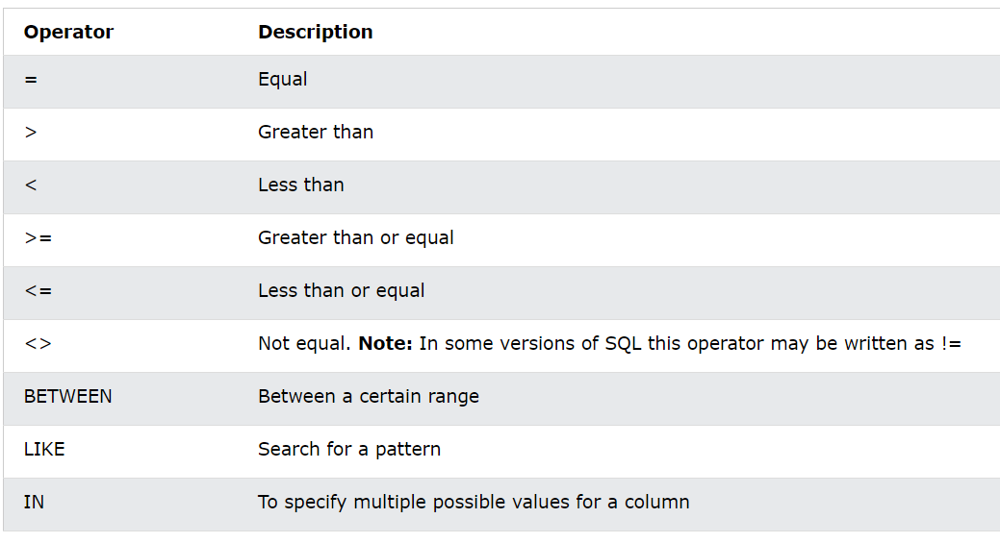 Operator Description
= Equal
> Greater than
< Less than
>= Greater than or equal
<= Less than or equal
<> Not equal. Note: In some versions of SQL this operator may be written as !=
BETWEEN Between a certain range
LIKE Search for a pattern
IN To specify multiple possible values for a column